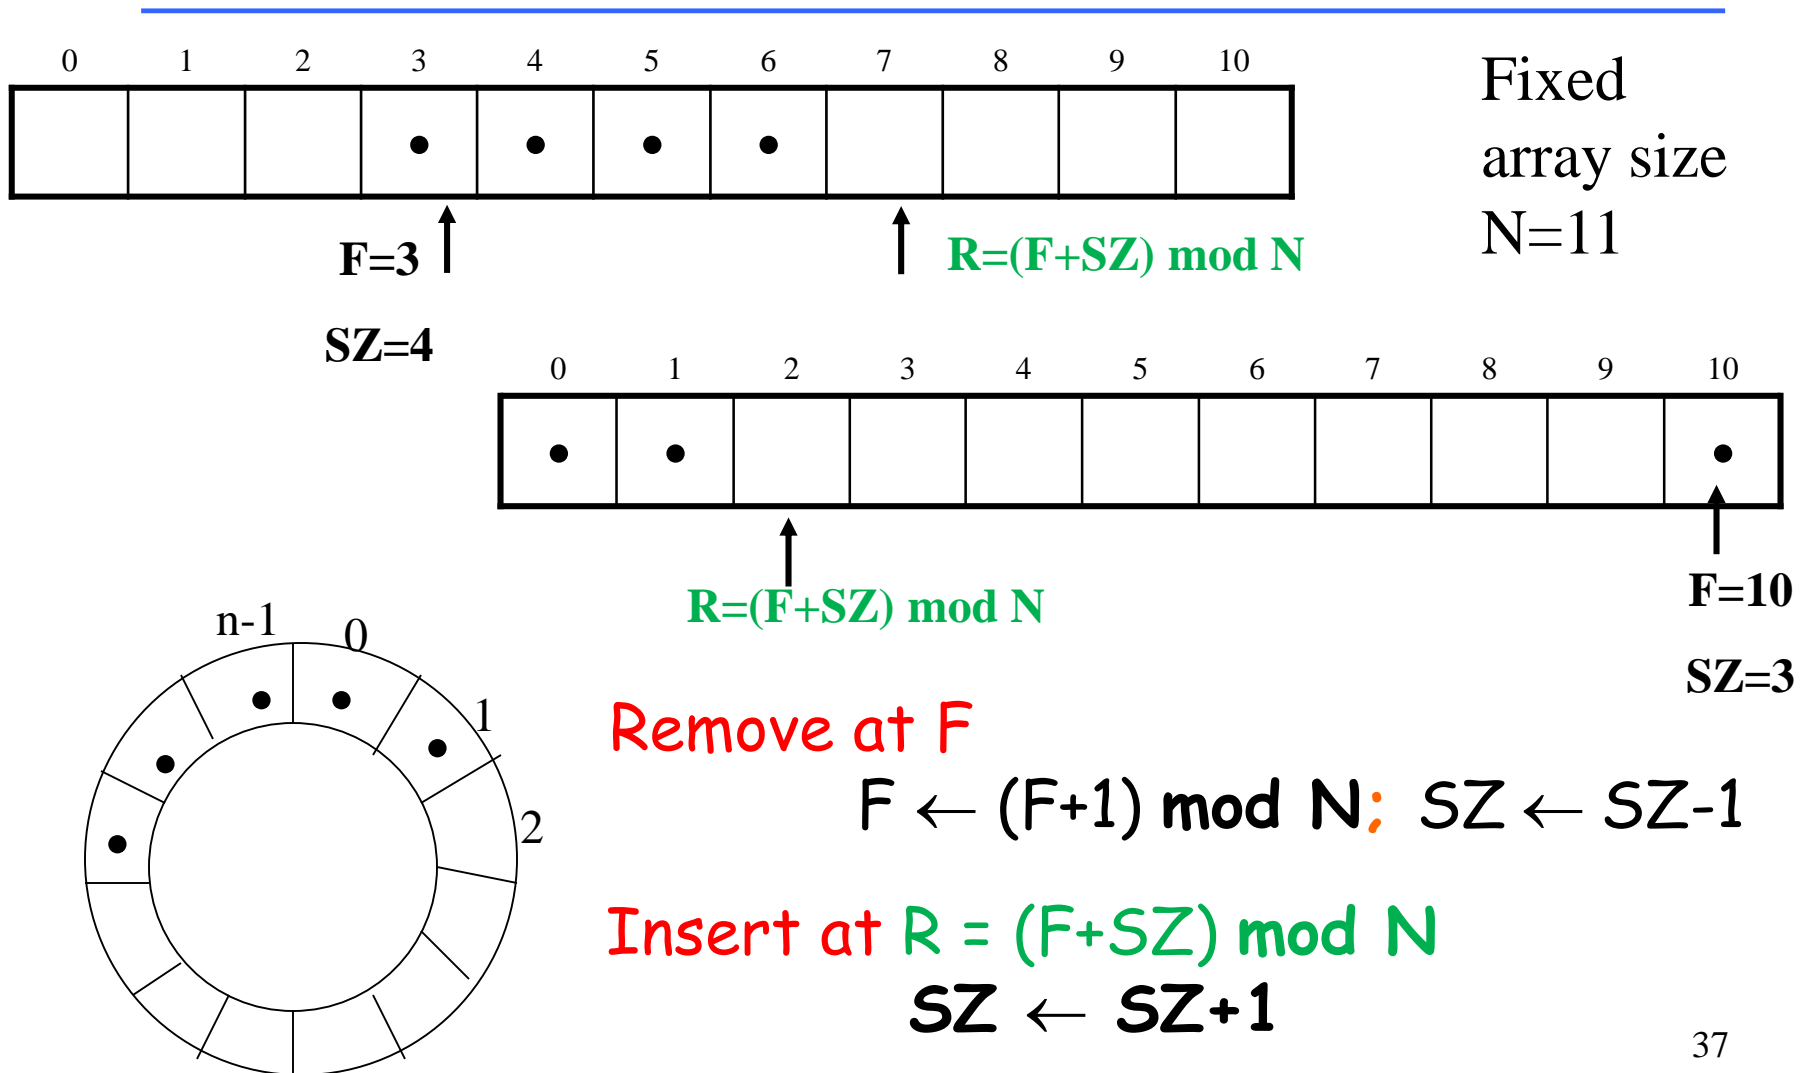 0 1 2 3 4 5 6 7 8 9 10
Fixed
array size
N=11
F=3
R=(F+SZ) mod N
SZ=4
0 1 2 3 4 5 6 7 8 9 10
R=(F+SZ) mod N
F=10
SZ=3
n-1
0
1
2
Remove at F
F ← (F+1) mod N; SZ ← SZ-1
Insert at R = (F+SZ) mod N
SZ ← SZ+1
37